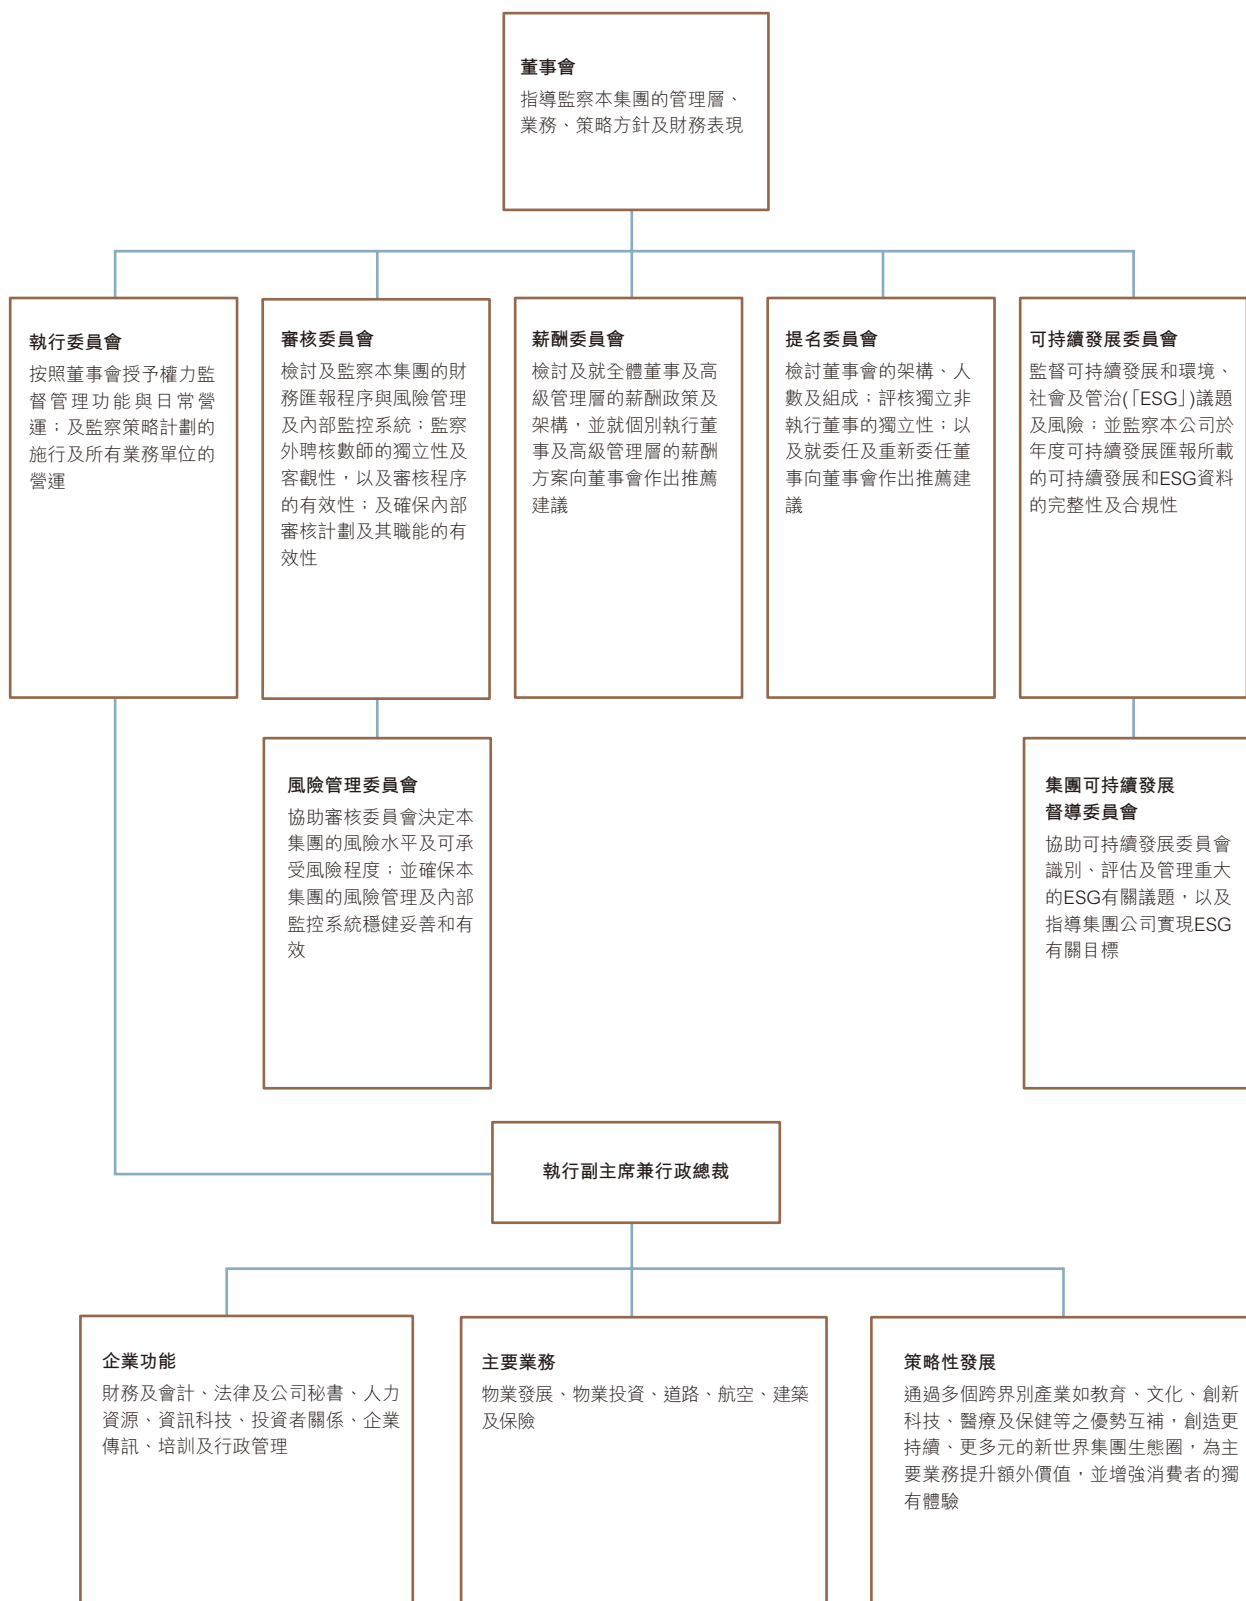 董事會
指導監察本集團的管理層、
業務、策略方針及財務表現
執行委員會
按照董事會授予權力監
督管理功能與日常營
運；及監察策略計劃的
施行及所有業務單位的
營運
審核委員會
檢討及監察本集團的財
務匯報程序與風險管理
及內部監控系統；監察
外聘核數師的獨立性及
客觀性，以及審核程序
的有效性；及確保內部
審核計劃及其職能的有
效性
薪酬委員會
檢討及就全體董事及高
級管理層的薪酬政策及
架構，並就個別執行董
事及高級管理層的薪酬
方案向董事會作出推薦
建議
提名委員會
檢討董事會的架構、人
數及組成；評核獨立非
執行董事的獨立性；以
及就委任及重新委任董
事向董事會作出推薦建
議
可持續發展委員會
監督可持續發展和環境、
社會及管治(「ESG」)議題
及風險；並監察本公司於
年度可持續發展匯報所載
的可持續發展和ESG資料
的完整性及合規性
風險管理委員會
協助審核委員會決定本
集團的風險水平及可承
受風險程度；並確保本
集團的風險管理及內部
監控系統穩健妥善和有
效
集團可持續發展
督導委員會
協助可持續發展委員會
識別、評估及管理重大
的ESG有關議題，以及
指導集團公司實現ESG
有關目標
執行副主席兼行政總裁
企業功能
財務及會計、法律及公司秘書、人力
資源、資訊科技、投資者關係、企業
傳訊、培訓及行政管理
主要業務
物業發展、物業投資、道路、航空、建築
及保險
策略性發展
通過多個跨界別產業如教育、文化、創新
科技、醫療及保健等之優勢互補，創造更
持續、更多元的新世界集團生態圈，為主
要業務提升額外價值，並增強消費者的獨
有體驗